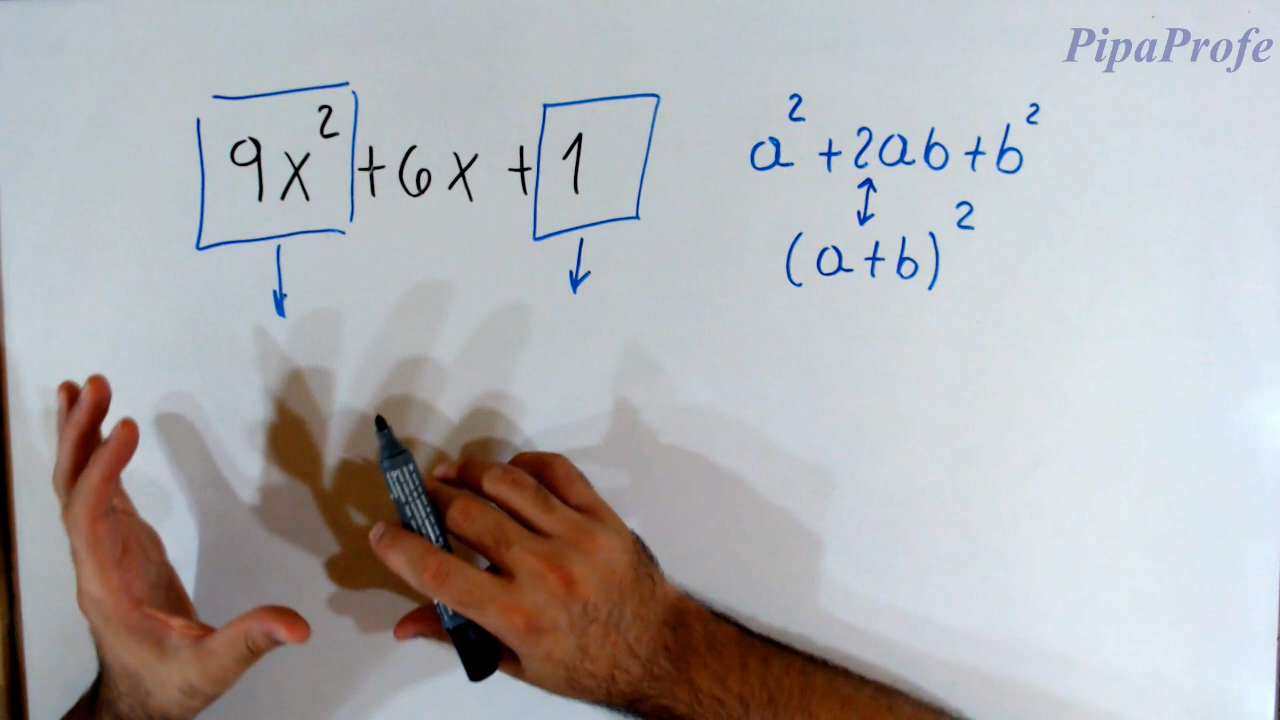 PipaProfe
9x² + 6x + 1
a² + 2ab + b²
(a + b)²